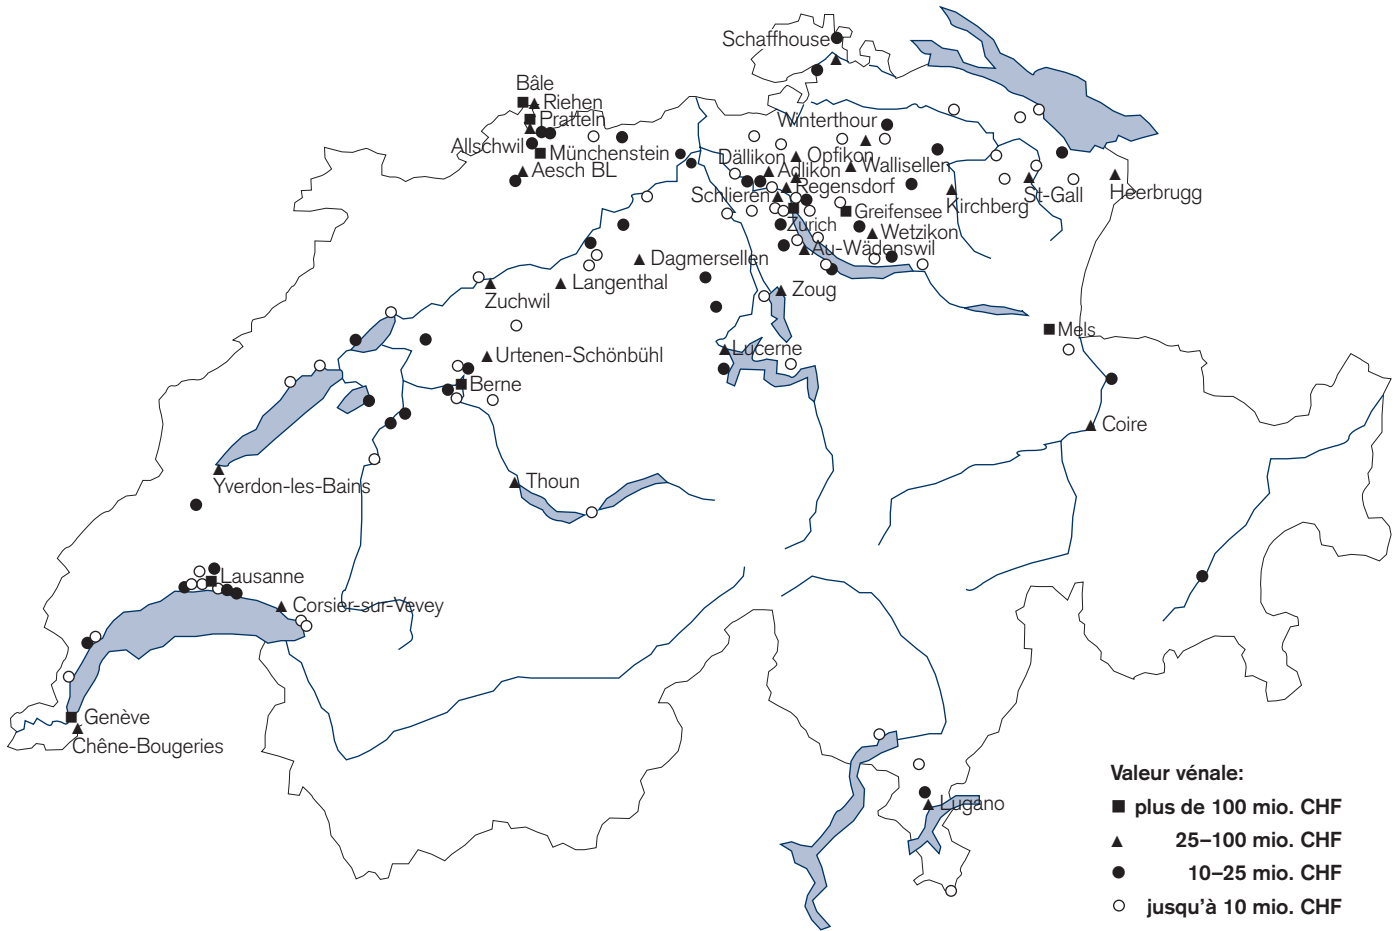 Schaffhouse
Bâle
Riehen
Pratteln
Winterthour
Allschwil
Münchenstein
Dällikon
Opfikon
Wallisellen
Aesch BL
Adlikon
Regensdorf
Schlieren
St-Gall
Heerbrugg
Kirchberg
Greifensee
Zurich
Wetzikon
Au-Wädenswil
Dagmersellen
Langenthal
Zoug
Zuchwil
Mels
Lucerne
Urtenen-Schönbühl
Berne
Coire
Thoun
Yverdon-les-Bains
Lausanne
Corsier-sur-Vevey
Genève
Chêne-Bougeries
Lugano
Valeur vénale:
plus de 100 mio. CHF
25–100 mio. CHF
10–25 mio. CHF
jusqu'à 10 mio. CHF